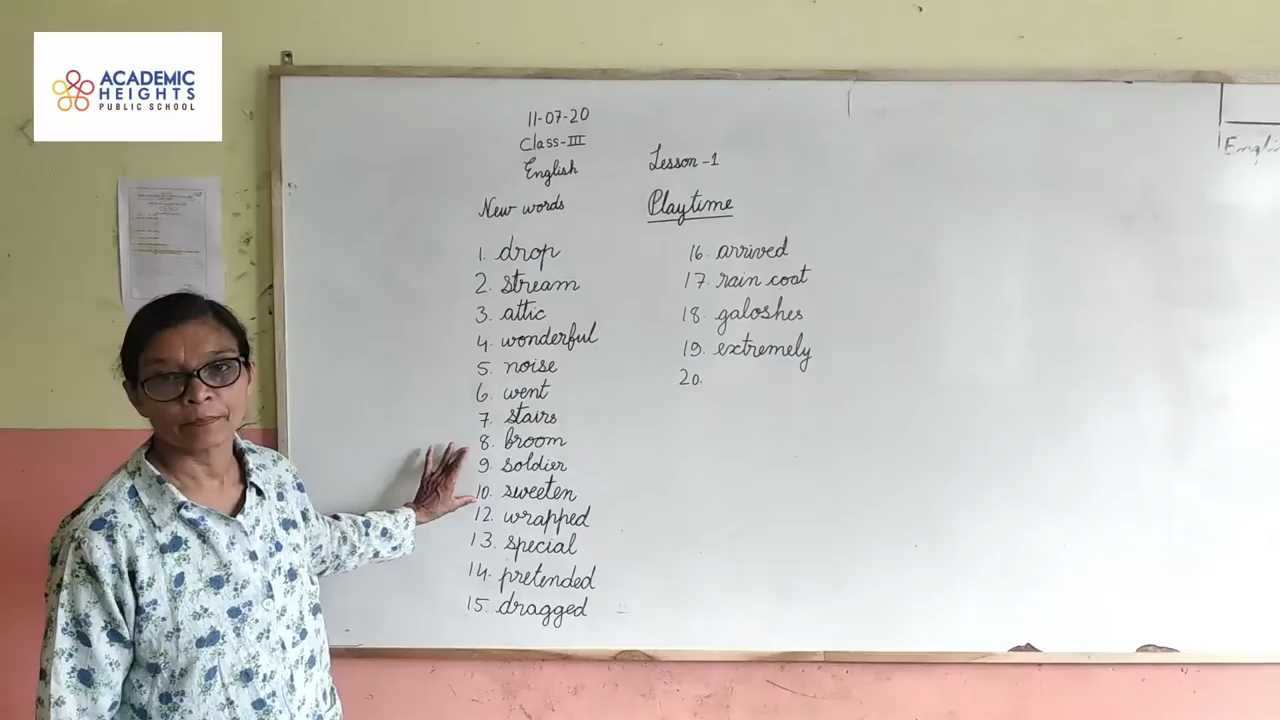 ACADEMIC
HEIGHTS
PUBLIC SCHOOL
11-07-20
Class-III
English
Lesson-1
New words
Playtime
1. drop
2. stream
3. attic
4. wonderful
5. noise
6. went
7. stairs
8. broom
9. soldier
10. sweeten
12. wrapped
13. special
14. pretended
15. dragged
16. arrived
17. rain coat
18. galoshes
19. extremely
20.